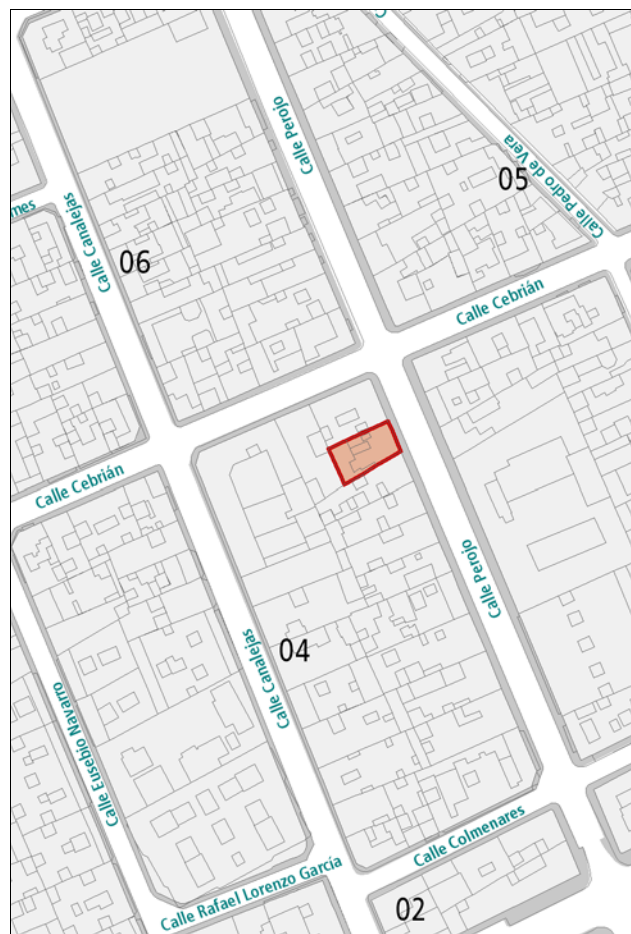 Calle Perojo
Calle Pedro de Vera
05
Calle Canalejas
06
Calle Cebrián
Calle Cebrián
Calle Perojo
04
Calle Canalejas
Calle Eusebio Navarro
Calle Colmenares
Calle Rafael Lorenzo García
02